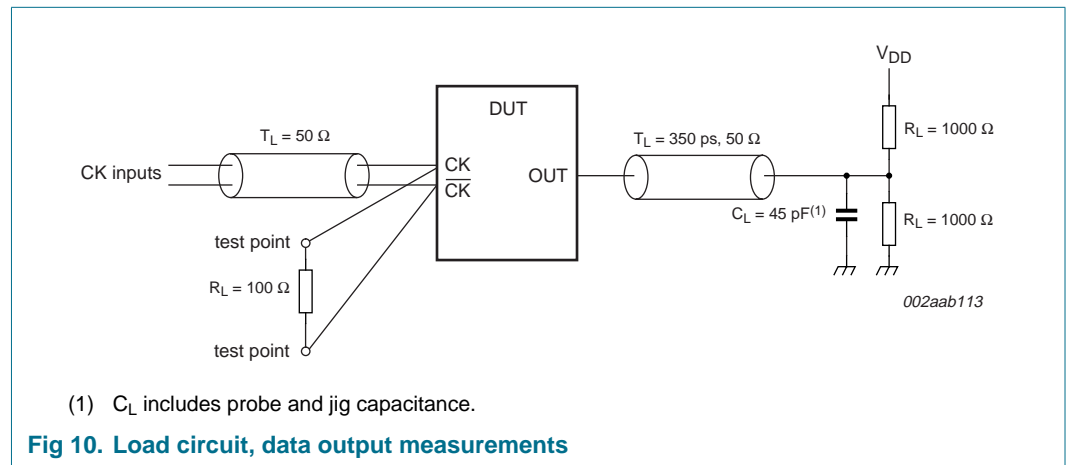 V_DD
DUT
R_L = 1000 Ω
T_L = 50 Ω
T_L = 350 ps, 50 Ω
CK inputs
CK
C̅K̅
OUT
C_L = 45 pF(1)
R_L = 1000 Ω
test point
R_L = 100 Ω
002aab113
test point
(1) C_L includes probe and jig capacitance.
Fig 10. Load circuit, data output measurements